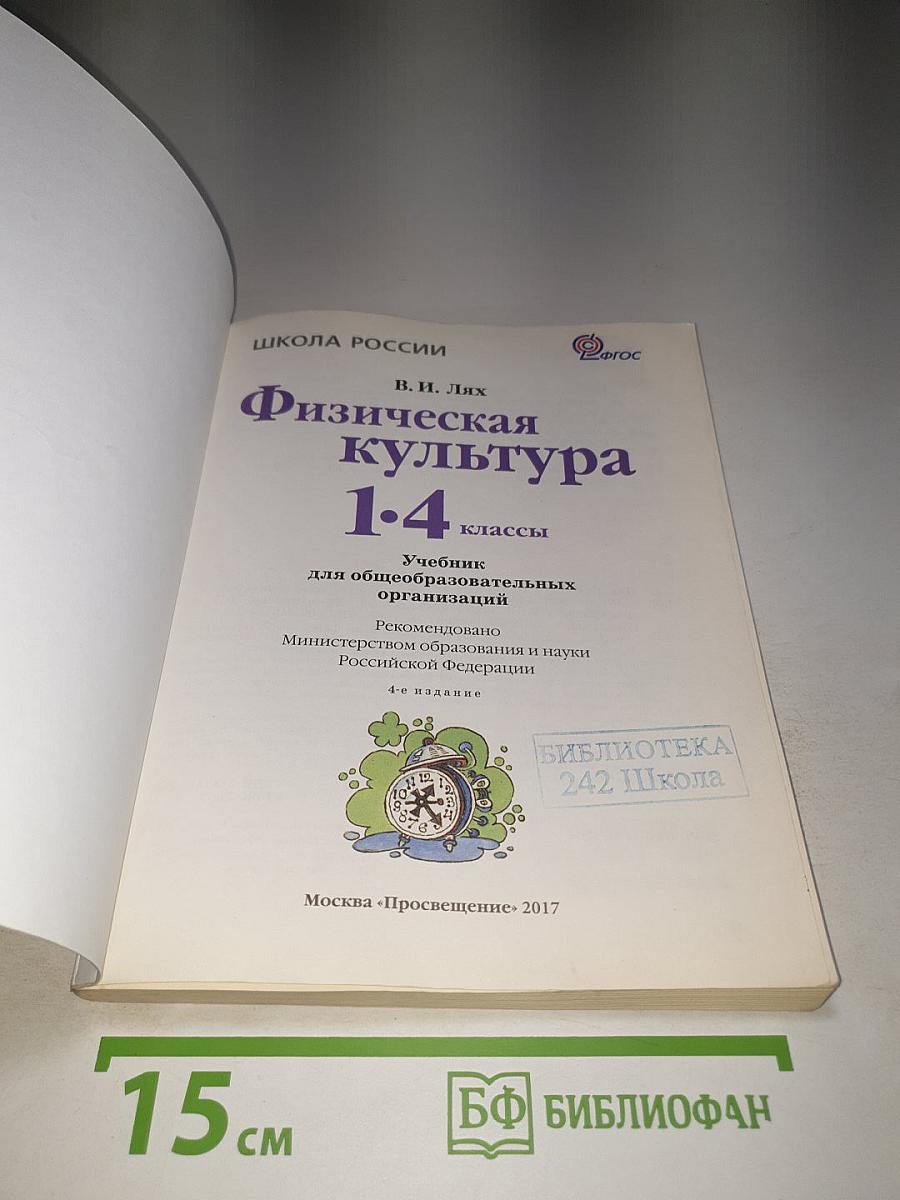 ШКОЛА РОССИИ
ФГОС
В. И. Лях
Физическая
культура
1•4 классы
Учебник
для общеобразовательных
организаций
Рекомендовано
Министерством образования и науки
Российской Федерации
4-е издание
БИБЛИОТЕКА
242 Школа
Москва «Просвещение» 2017
15 см
БФ БИБЛИОФАН